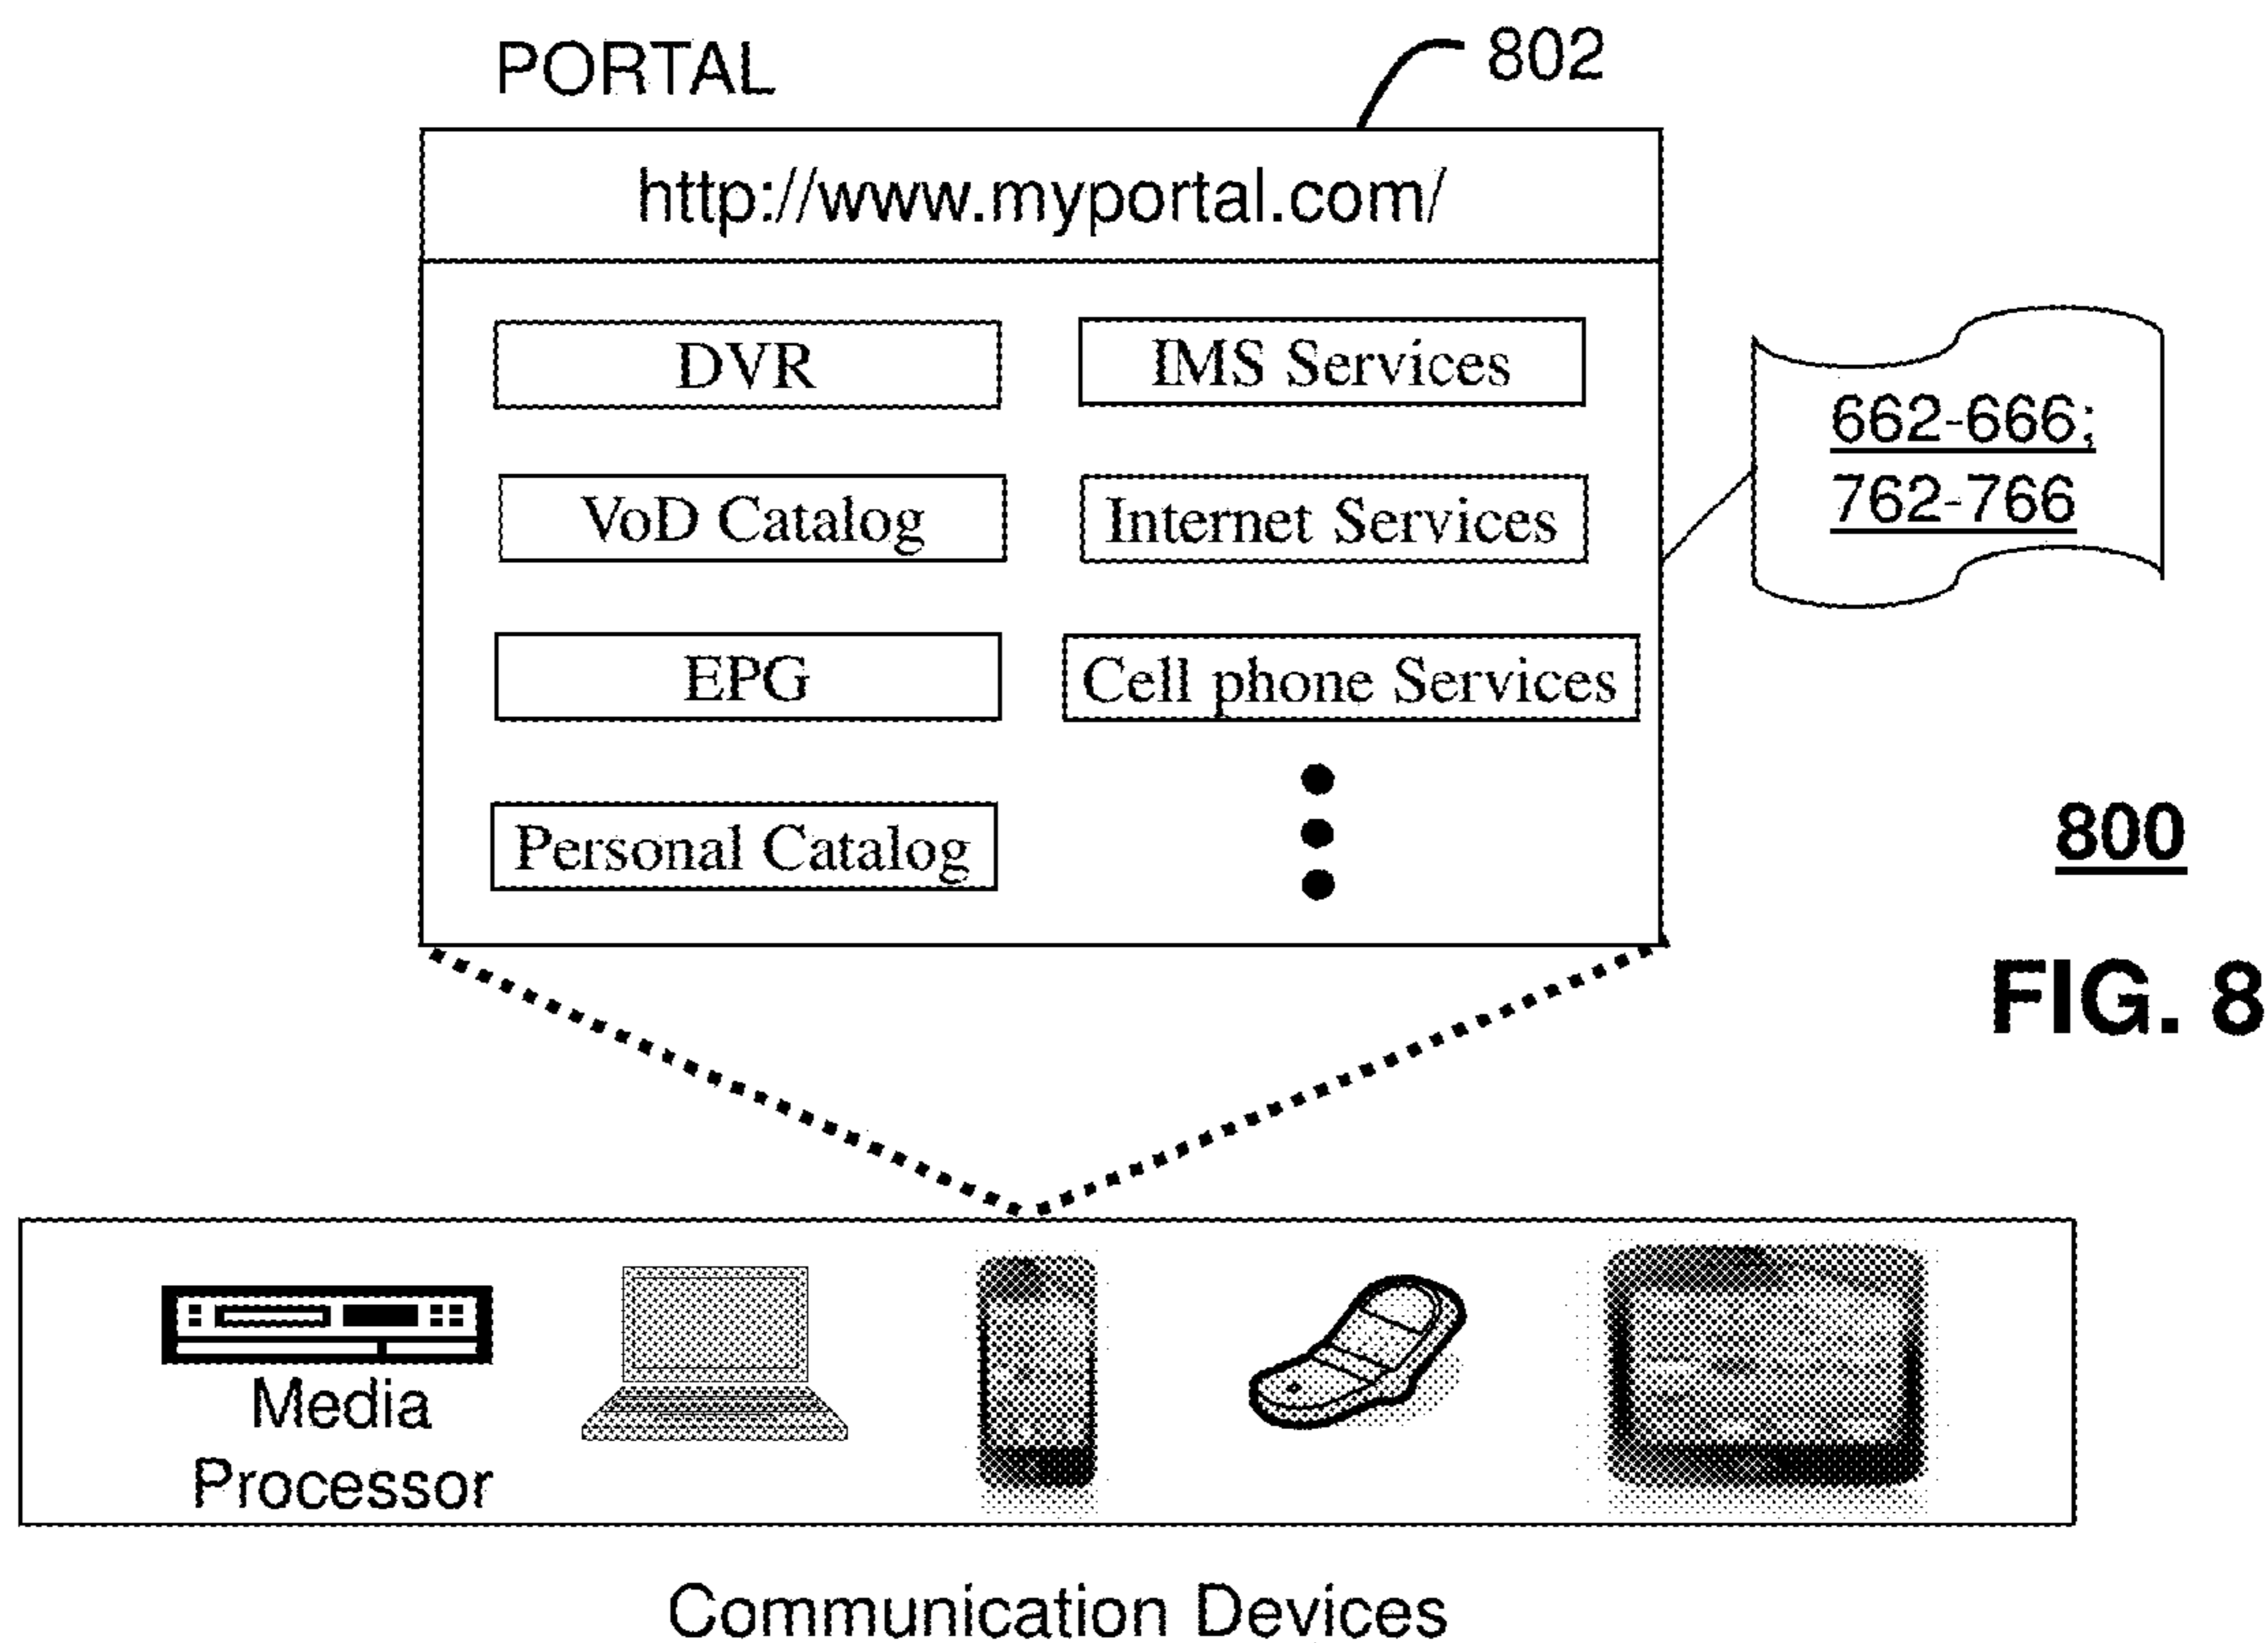 PORTAL
802
http://www.myportal.com/
DVR
IMS Services
VoD Catalog
Internet Services
EPG
Cell phone Services
Personal Catalog
662-666;
762-766
800
FIG. 8
Media
Processor
Communication Devices